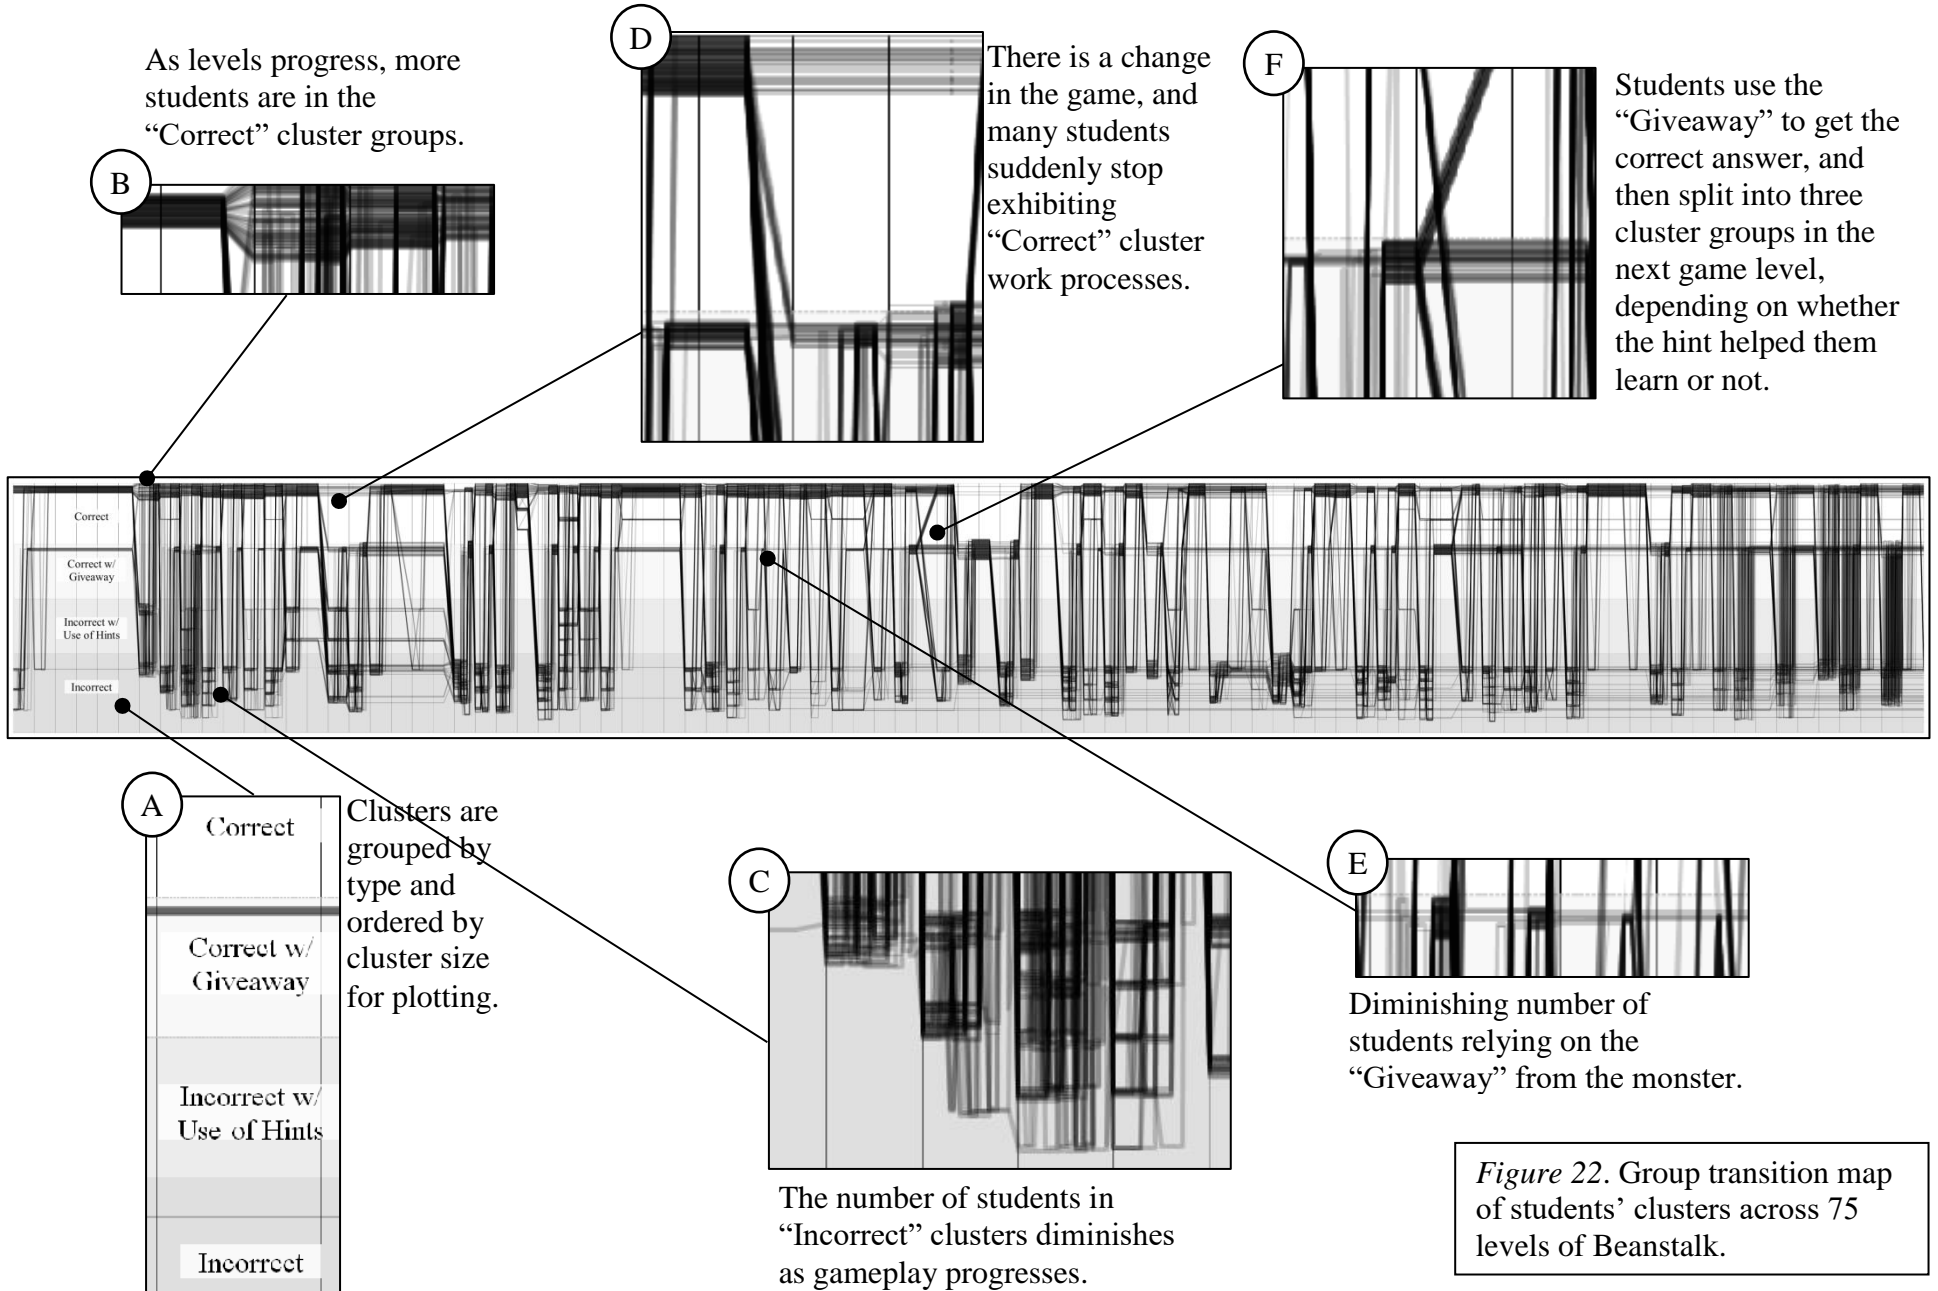 As levels progress, more
students are in the
“Correct” cluster groups.
B
D
There is a change
in the game, and
many students
suddenly stop
exhibiting
“Correct” cluster
work processes.
F
Students use the
“Giveaway” to get the
correct answer, and
then split into three
cluster groups in the
next game level,
depending on whether
the hint helped them
learn or not.
Correct
Correct w/
Giveaway
Incorrect w/
Use of Hints
Incorrect
A
Correct
Correct w/
Giveaway
Incorrect w/
Use of Hints
Incorrect
Clusters are
grouped by
type and
ordered by
cluster size
for plotting.
C
The number of students in
“Incorrect” clusters diminishes
as gameplay progresses.
E
Diminishing number of
students relying on the
“Giveaway” from the monster.
Figure 22. Group transition map
of students’ clusters across 75
levels of Beanstalk.